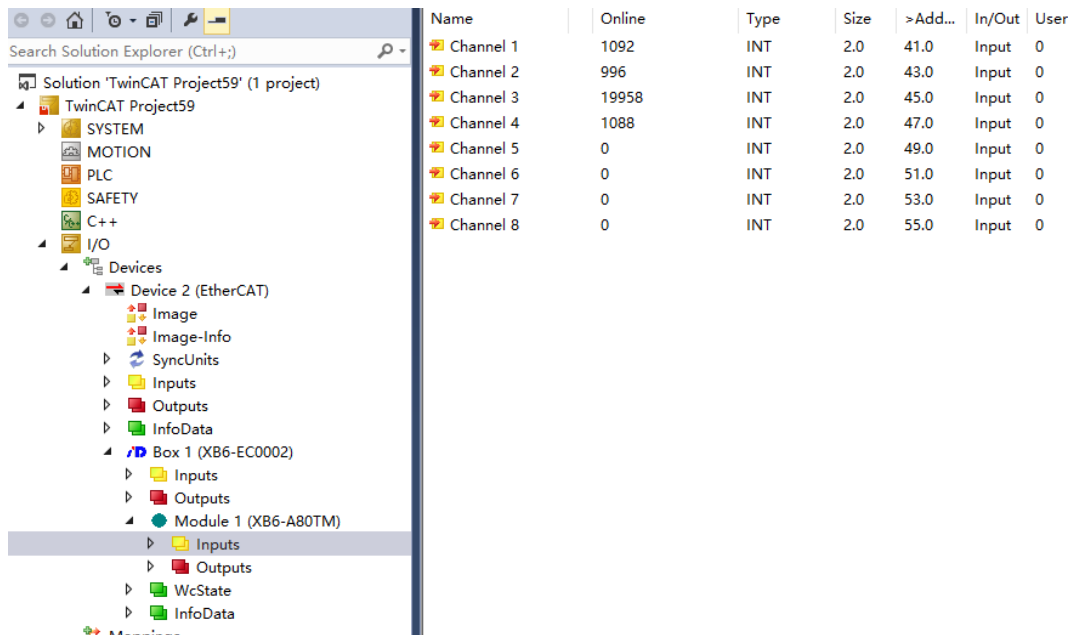 Search Solution Explorer (Ctrl+;)
Solution 'TwinCAT Project59' (1 project)
TwinCAT Project59
SYSTEM
MOTION
PLC
SAFETY
C++
I/O
Devices
Device 2 (EtherCAT)
Image
Image-Info
SyncUnits
Inputs
Outputs
InfoData
Box 1 (XB6-EC0002)
Inputs
Outputs
Module 1 (XB6-A80TM)
Inputs
Outputs
WcState
InfoData
Mappings
Name Online Type Size >Add... In/Out User
Channel 1 1092 INT 2.0 41.0 Input 0
Channel 2 996 INT 2.0 43.0 Input 0
Channel 3 19958 INT 2.0 45.0 Input 0
Channel 4 1088 INT 2.0 47.0 Input 0
Channel 5 0 INT 2.0 49.0 Input 0
Channel 6 0 INT 2.0 51.0 Input 0
Channel 7 0 INT 2.0 53.0 Input 0
Channel 8 0 INT 2.0 55.0 Input 0